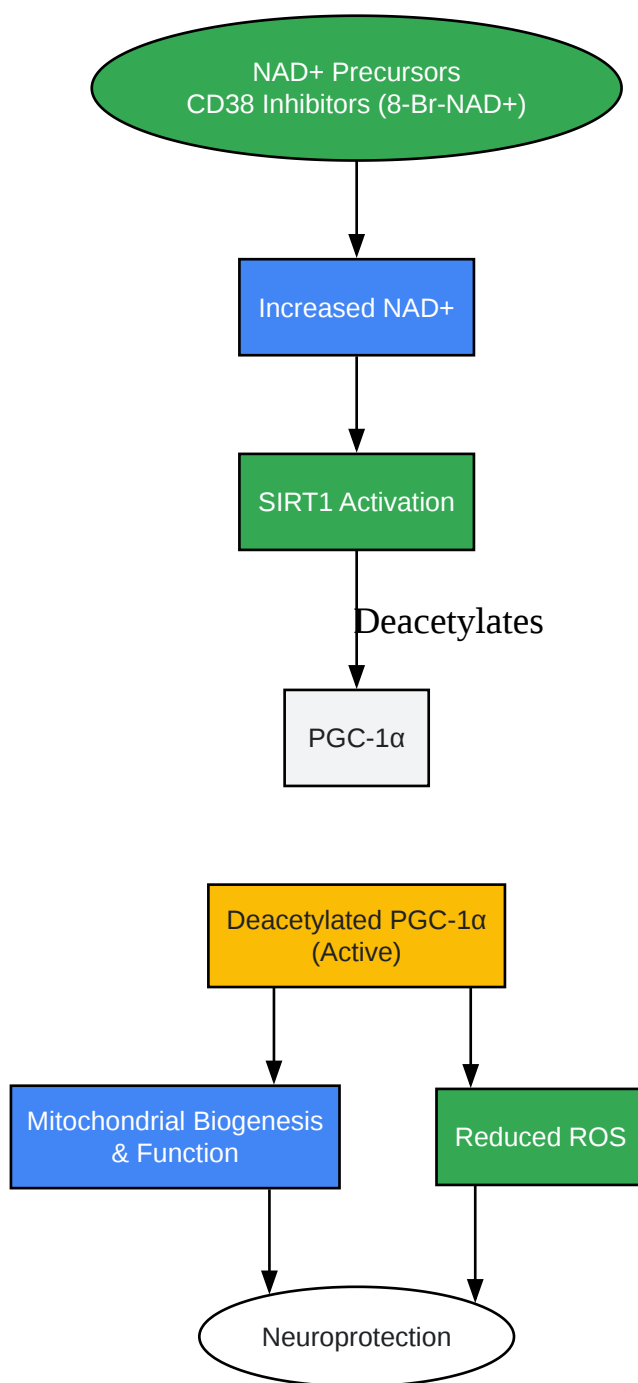 NAD+ Precursors
CD38 Inhibitors (8-Br-NAD+)
Increased NAD+
SIRT1 Activation
Deacetylates
PGC-1α
Deacetylated PGC-1α
(Active)
Mitochondrial Biogenesis
& Function
Reduced ROS
Neuroprotection